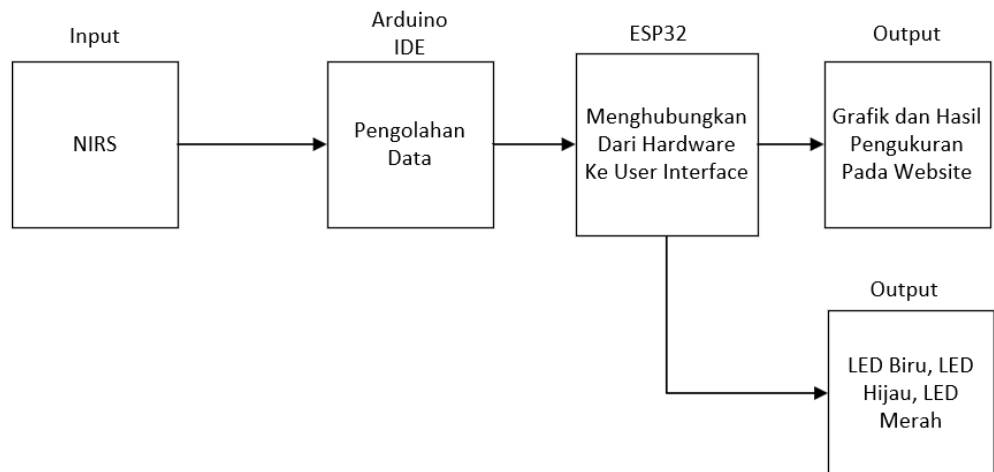 Input
NIRS
Arduino
IDE
Pengolahan
Data
ESP32
Menghubungkan
Dari Hardware
Ke User Interface
Output
Grafik dan Hasil
Pengukuran
Pada Website
Output
LED Biru, LED
Hijau, LED
Merah